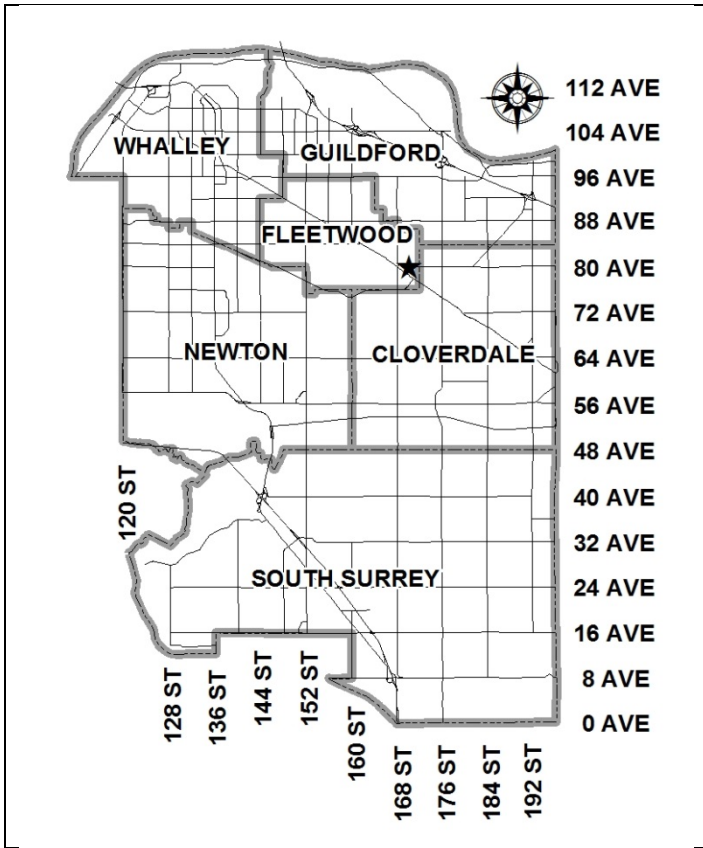 112 AVE
104 AVE
WHALLEY
GUILDFORD
96 AVE
88 AVE
FLEETWOOD
80 AVE
72 AVE
NEWTON
CLOVERDALE
64 AVE
56 AVE
48 AVE
120 ST
40 AVE
32 AVE
SOUTH SURREY
24 AVE
16 AVE
128 ST
136 ST
144 ST
152 ST
160 ST
8 AVE
0 AVE
168 ST
176 ST
184 ST
192 ST